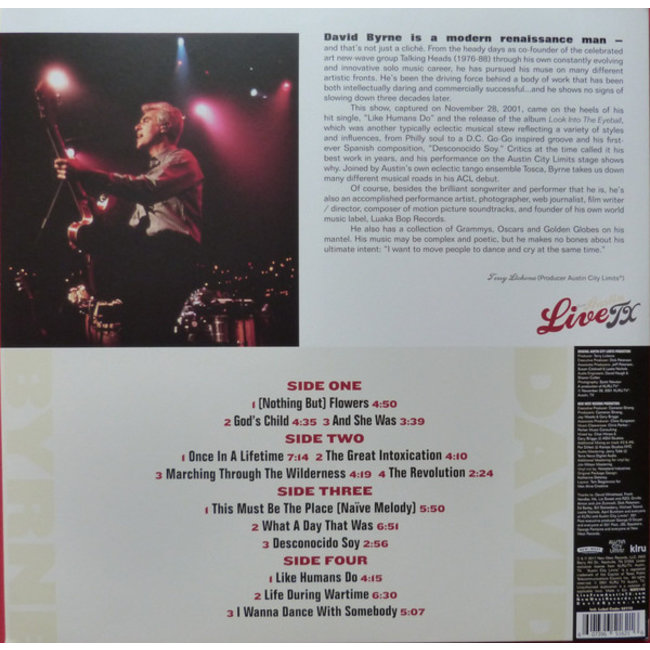 David Byrne is a modern renaissance man –
and that's not just a cliché. From the heady days as co-founder of the celebrated
art new-wave group Talking Heads (1976-88) through his own constantly evolving
and innovative solo music career, he has pursued his muse on many different
artistic fronts. He's been the driving force behind a body of work that has been
both intellectually daring and commercially successful...and he shows no signs of
slowing down three decades later.
This show, captured on November 28, 2001, came on the heels of his
hit single, "Like Humans Do" and the release of the album Look Into The Eyeball,
which was another typically eclectic musical stew reflecting a variety of styles
and influences, from Philly soul to a D.C. Go-Go inspired groove and his first-
ever Spanish composition, "Desconocido Soy." Critics at the time called it his
best work in years, and his performance on the Austin City Limits stage shows
why. Joined by Austin's own eclectic tango ensemble Tosca, Byrne takes us down
many different musical roads in his ACL debut.
Of course, besides the brilliant songwriter and performer that he is, he's
also an accomplished performance artist, photographer, web journalist, film writer
/ director, composer of motion picture soundtracks, and founder of his own world
music label, Luaka Bop Records.
He also has a collection of Grammys, Oscars and Golden Globes on his
mantel. His music may be complex and poetic, but he makes no bones about his
ultimate intent: "I want to move people to dance and cry at the same time."
Terry Lickona (Producer Austin City Limits®)
Live TX
BYRNE
DAVID
SIDE ONE
1 (Nothing But) Flowers 4:50
2 God's Child 4:35 3 And She Was 3:39
SIDE TWO
1 Once In A Lifetime 7:14 2 The Great Intoxication 4:10
3 Marching Through The Wilderness 4:19 4 The Revolution 2:24
SIDE THREE
1 This Must Be The Place (Naïve Melody) 5:50
2 What A Day That Was 6:51
3 Desconocido Soy 2:56
SIDE FOUR
1 Like Humans Do 4:15
2 Life During Wartime 6:30
3 I Wanna Dance With Somebody 5:07
klru